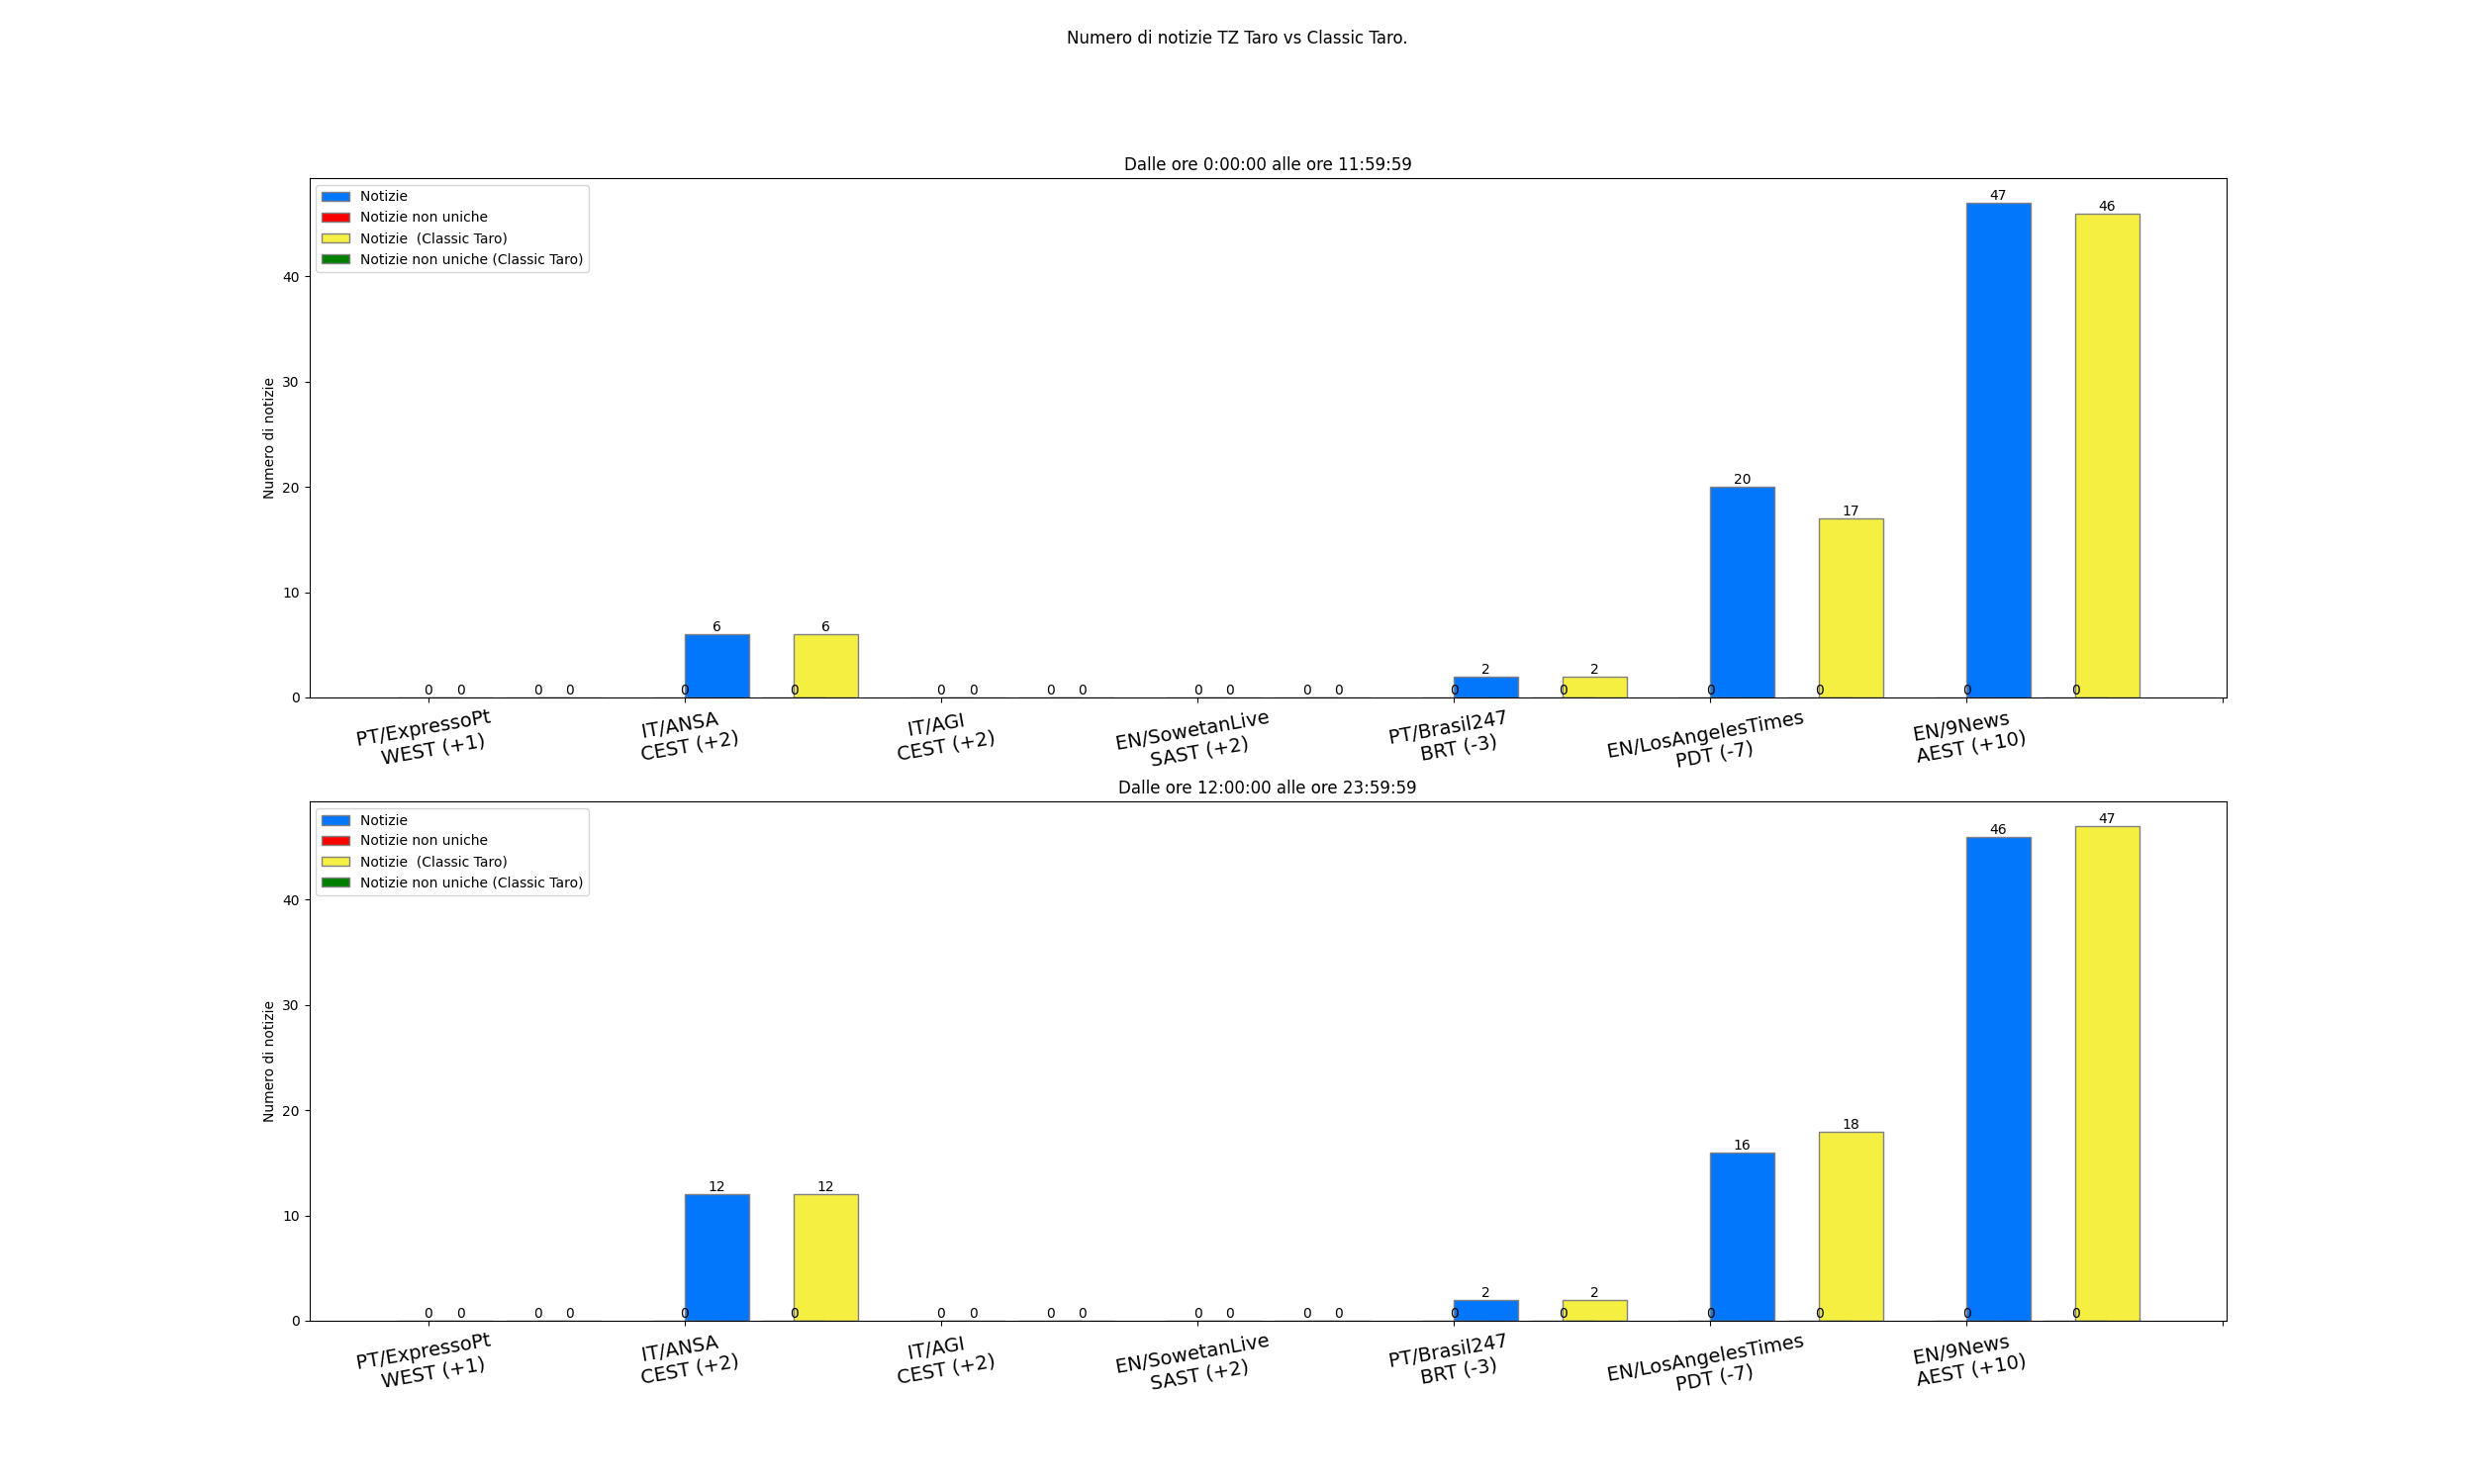 Numero di notizie TZ Taro vs Classic Taro.
Dalle ore 0:00:00 alle ore 11:59:59
Notizie
Notizie non uniche
Notizie  (Classic Taro)
Notizie non uniche (Classic Taro)
Numero di notizie
40
30
20
10
0
0 0 0 0 0 6 0 6 0 0 0 0 0 0 0 0 0 2 0 2 0 20 0 17 0 47 0 46
PT/ExpressoPt
WEST (+1)
IT/ANSA
CEST (+2)
IT/AGI
CEST (+2)
EN/SowetanLive
SAST (+2)
PT/Brasil247
BRT (-3)
EN/LosAngelesTimes
PDT (-7)
EN/9News
AEST (+10)
Dalle ore 12:00:00 alle ore 23:59:59
Notizie
Notizie non uniche
Notizie  (Classic Taro)
Notizie non uniche (Classic Taro)
Numero di notizie
40
30
20
10
0
0 0 0 0 0 12 0 12 0 0 0 0 0 0 0 0 0 2 0 2 0 16 0 18 0 46 0 47
PT/ExpressoPt
WEST (+1)
IT/ANSA
CEST (+2)
IT/AGI
CEST (+2)
EN/SowetanLive
SAST (+2)
PT/Brasil247
BRT (-3)
EN/LosAngelesTimes
PDT (-7)
EN/9News
AEST (+10)